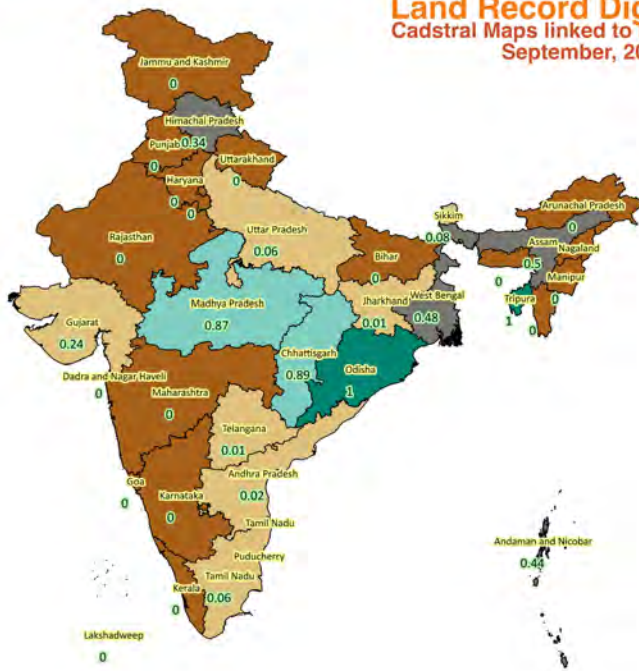 Land Record Dig
Cadstral Maps linked to
September, 20
Jammu and Kashmir
0
Himachal Pradesh
0.34
Punjab
0
Uttarakhand
0
Haryana
0
0
Rajasthan
0
Uttar Pradesh
0.06
Sikkim
0.08
Arunachal Pradesh
0
Assam
0.5
Nagaland
Bihar
0
0
Manipur
0
Tripura
1
0
Madhya Pradesh
0.87
Jharkhand
0.01
West Bengal
0.48
Gujarat
0.24
Chhattisgarh
0.89
Odisha
1
Dadra and Nagar Haveli
0
Maharashtra
0
Telangana
0.01
Andhra Pradesh
0.02
Goa
0
Karnataka
0
Tamil Nadu
Puducherry
Andaman and Nicobar
0.44
Kerala
0
Tamil Nadu
0.06
Lakshadweep
0